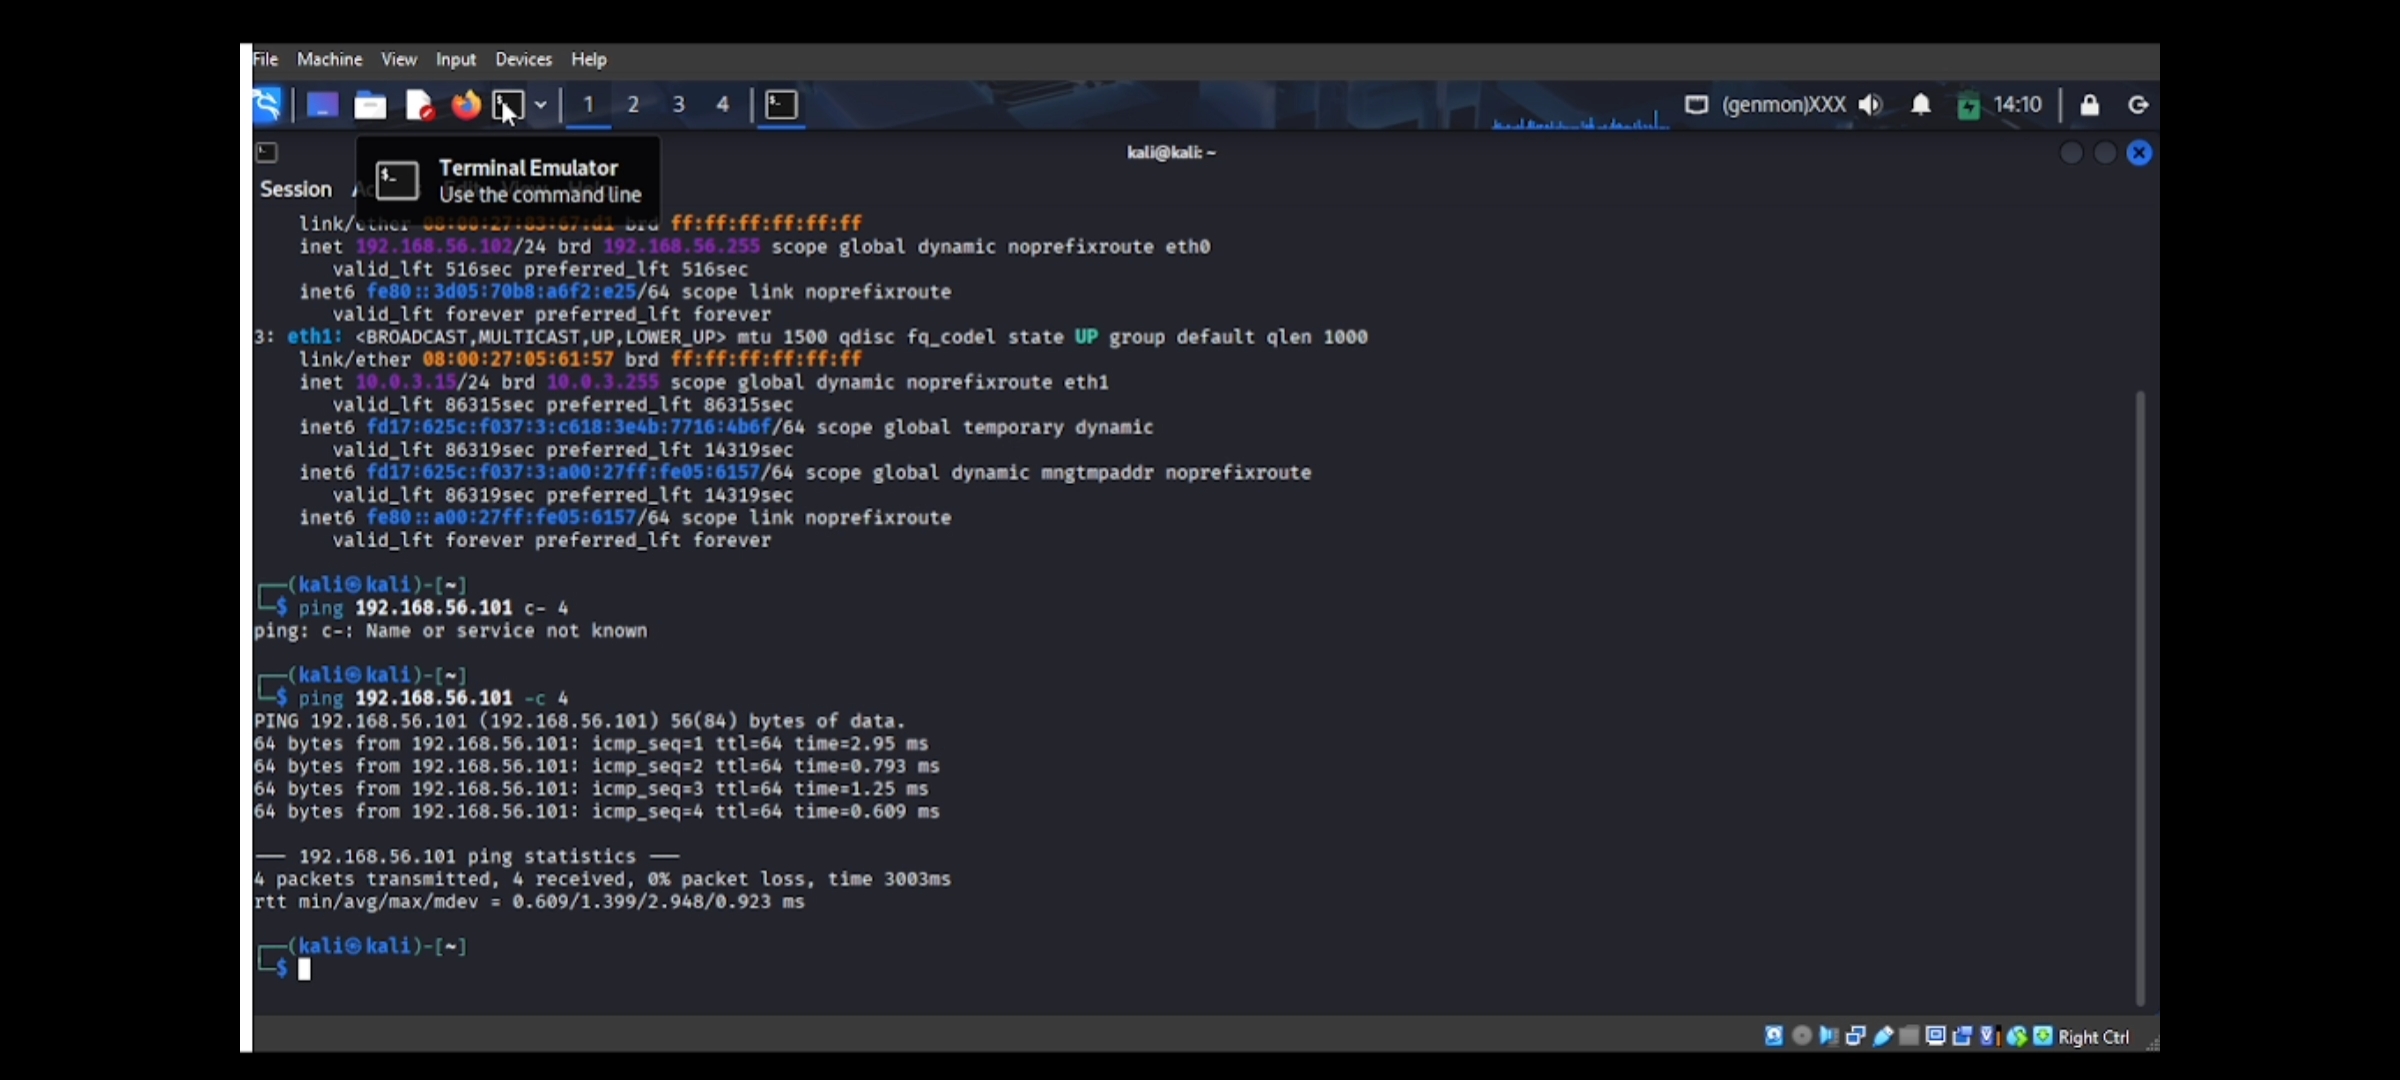 File Machine View Input Devices Help
1 2 3 4 (genmon)XXX 14:10
kali@kali: ~
Terminal Emulator
Session
Use the command line
link/ether 08:00:27:83:67:d1 brd ff:ff:ff:ff:ff:ff
inet 192.168.56.102/24 brd 192.168.56.255 scope global dynamic noprefixroute eth0
valid_lft 516sec preferred_lft 516sec
inet6 fe80::3d05:70b8:a6f2:e25/64 scope link noprefixroute
valid_lft forever preferred_lft forever
3: eth1: <BROADCAST,MULTICAST,UP,LOWER_UP> mtu 1500 qdisc fq_codel state UP group default qlen 1000
link/ether 08:00:27:05:61:57 brd ff:ff:ff:ff:ff:ff
inet 10.0.3.15/24 brd 10.0.3.255 scope global dynamic noprefixroute eth1
valid_lft 86315sec preferred_lft 86315sec
inet6 fd17:625c:f037:3:c618:3e4b:7716:4b6f/64 scope global temporary dynamic
valid_lft 86319sec preferred_lft 14319sec
inet6 fd17:625c:f037:3:a00:27ff:fe05:6157/64 scope global dynamic mngtmpaddr noprefixroute
valid_lft 86319sec preferred_lft 14319sec
inet6 fe80::a00:27ff:fe05:6157/64 scope link noprefixroute
valid_lft forever preferred_lft forever
┌──(kali㉿kali)-[~]
└─$ ping 192.168.56.101 c- 4
ping: c-: Name or service not known
┌──(kali㉿kali)-[~]
└─$ ping 192.168.56.101 -c 4
PING 192.168.56.101 (192.168.56.101) 56(84) bytes of data.
64 bytes from 192.168.56.101: icmp_seq=1 ttl=64 time=2.95 ms
64 bytes from 192.168.56.101: icmp_seq=2 ttl=64 time=0.793 ms
64 bytes from 192.168.56.101: icmp_seq=3 ttl=64 time=1.25 ms
64 bytes from 192.168.56.101: icmp_seq=4 ttl=64 time=0.609 ms
--- 192.168.56.101 ping statistics ---
4 packets transmitted, 4 received, 0% packet loss, time 3003ms
rtt min/avg/max/mdev = 0.609/1.399/2.948/0.923 ms
┌──(kali㉿kali)-[~]
└─$
Right Ctrl